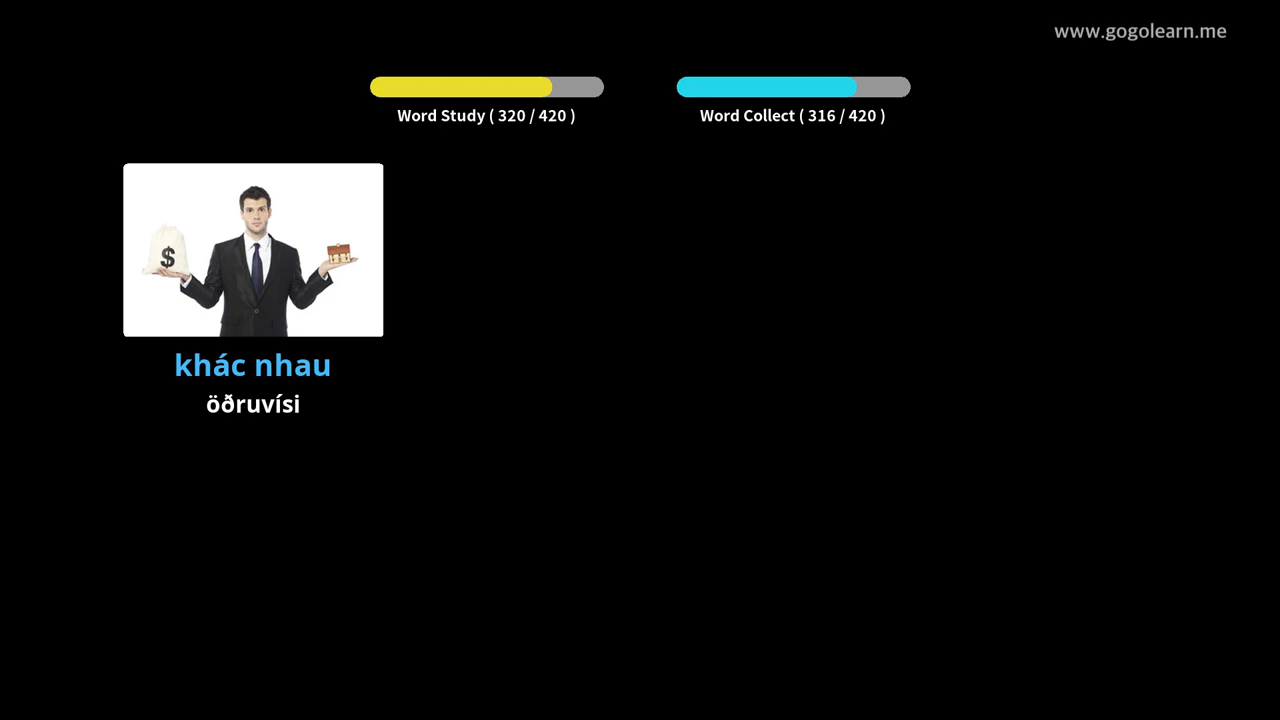 www.gogolearn.me
Word Study ( 320 / 420 )
Word Collect ( 316 / 420 )
$
khác nhau
öðruvísi